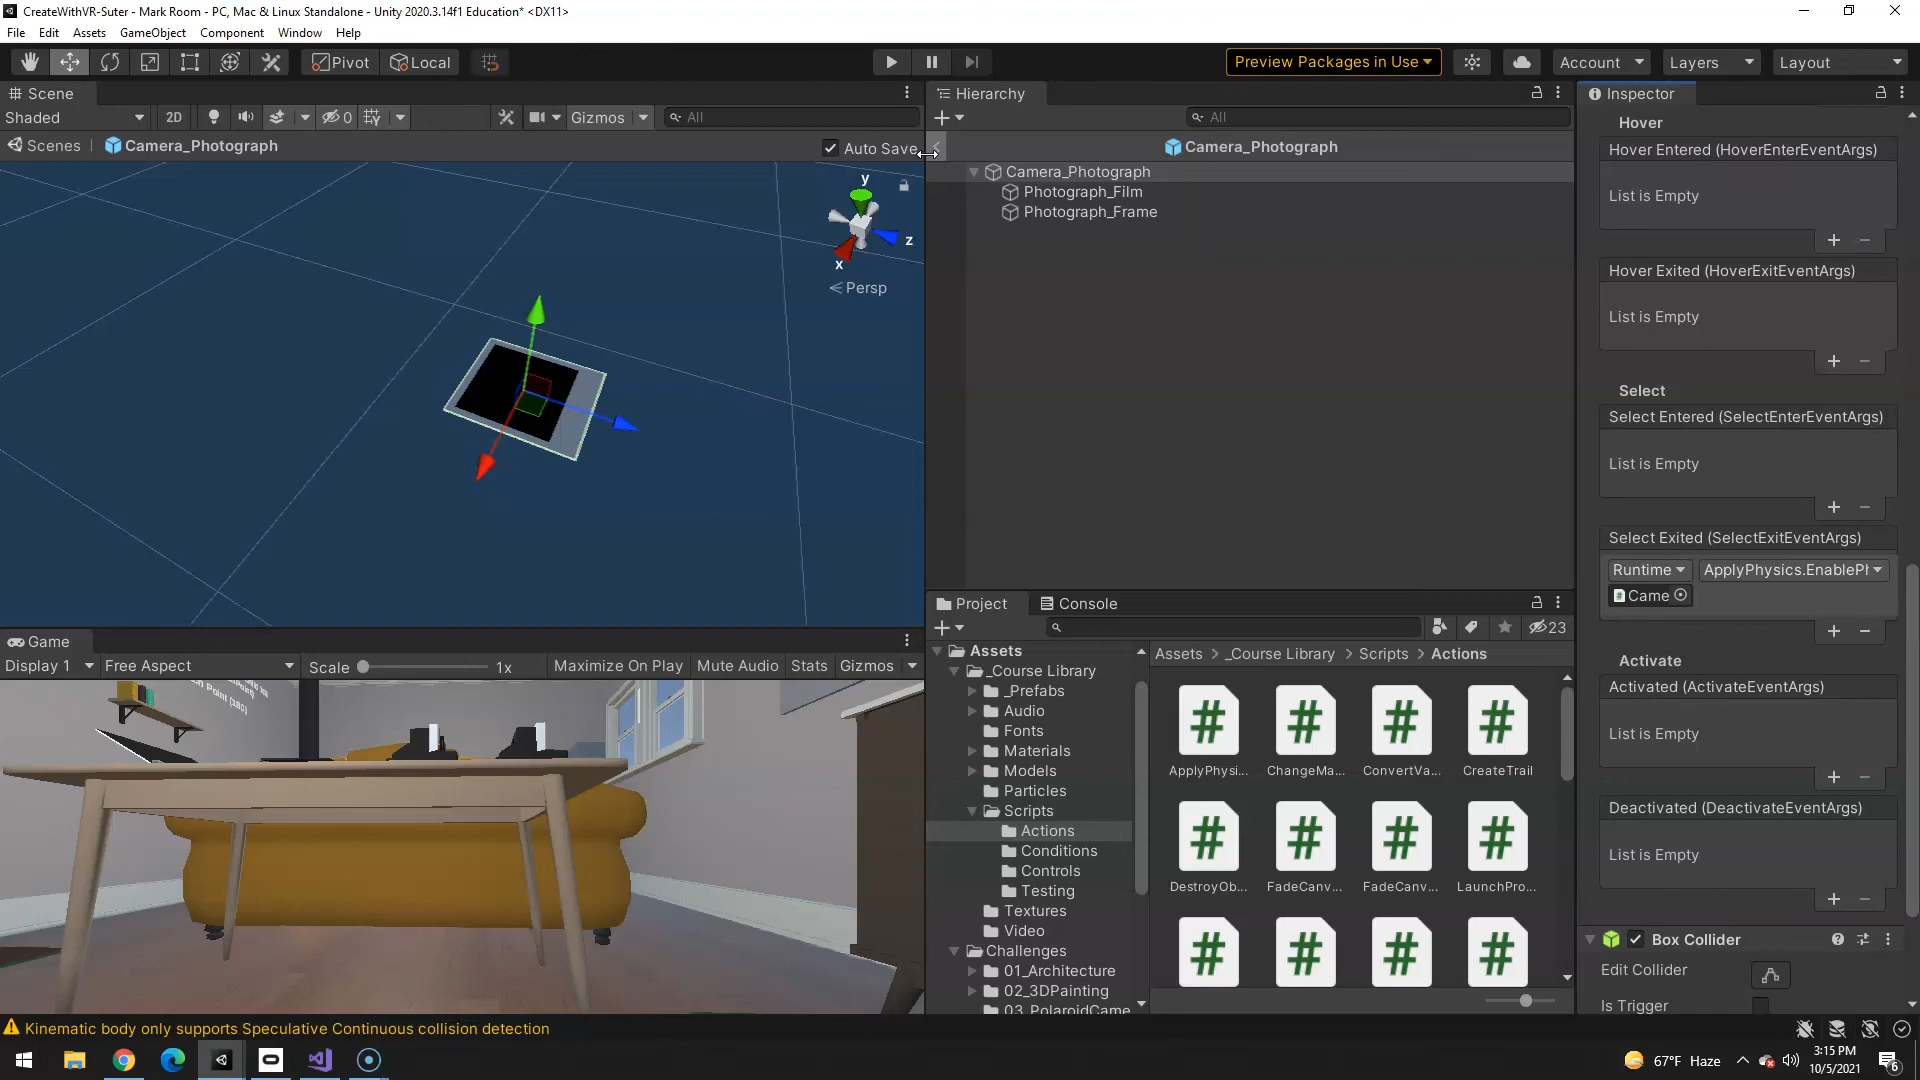 CreateWithVR-Suter - Mark Room - PC, Mac & Linux Standalone - Unity 2020.3.14f1 Education* <DX11>
File Edit Assets GameObject Component Window Help
Pivot Local Preview Packages in Use Account Layers Layout
Scene
Shaded 2D 0 Gizmos All
Scenes Camera_Photograph Auto Save
y
z
x
Persp
Hierarchy
All
Camera_Photograph
Camera_Photograph
Photograph_Film
Photograph_Frame
Inspector
Hover
Hover Entered (HoverEnterEventArgs)
List is Empty
Hover Exited (HoverExitEventArgs)
List is Empty
Select
Select Entered (SelectEnterEventArgs)
List is Empty
Select Exited (SelectExitEventArgs)
Runtime ApplyPhysics.EnablePh
Came
Activate
Activated (ActivateEventArgs)
List is Empty
Deactivated (DeactivateEventArgs)
List is Empty
Box Collider
Edit Collider
Is Trigger
Game
Display 1 Free Aspect Scale 1x Maximize On Play Mute Audio Stats Gizmos
Project Console
23
Assets
_Course Library
_Prefabs
Audio
Fonts
Materials
Models
Particles
Scripts
Actions
Conditions
Controls
Testing
Textures
Video
Challenges
01_Architecture
02_3DPainting
03_PolaroidCame
Assets > _Course Library > Scripts > Actions
ApplyPhysi... ChangeMa... ConvertVa... CreateTrail
DestroyOb... FadeCanv... FadeCanv... LaunchPro...
Kinematic body only supports Speculative Continuous collision detection
67°F Haze
3:15 PM
10/5/2021
6